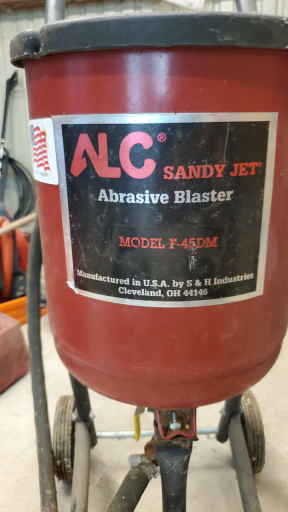 ALC®
SANDY JET®
Abrasive Blaster
MODEL F-45DM
Manufactured in U.S.A. by S & H Industries
Cleveland, OH 44146